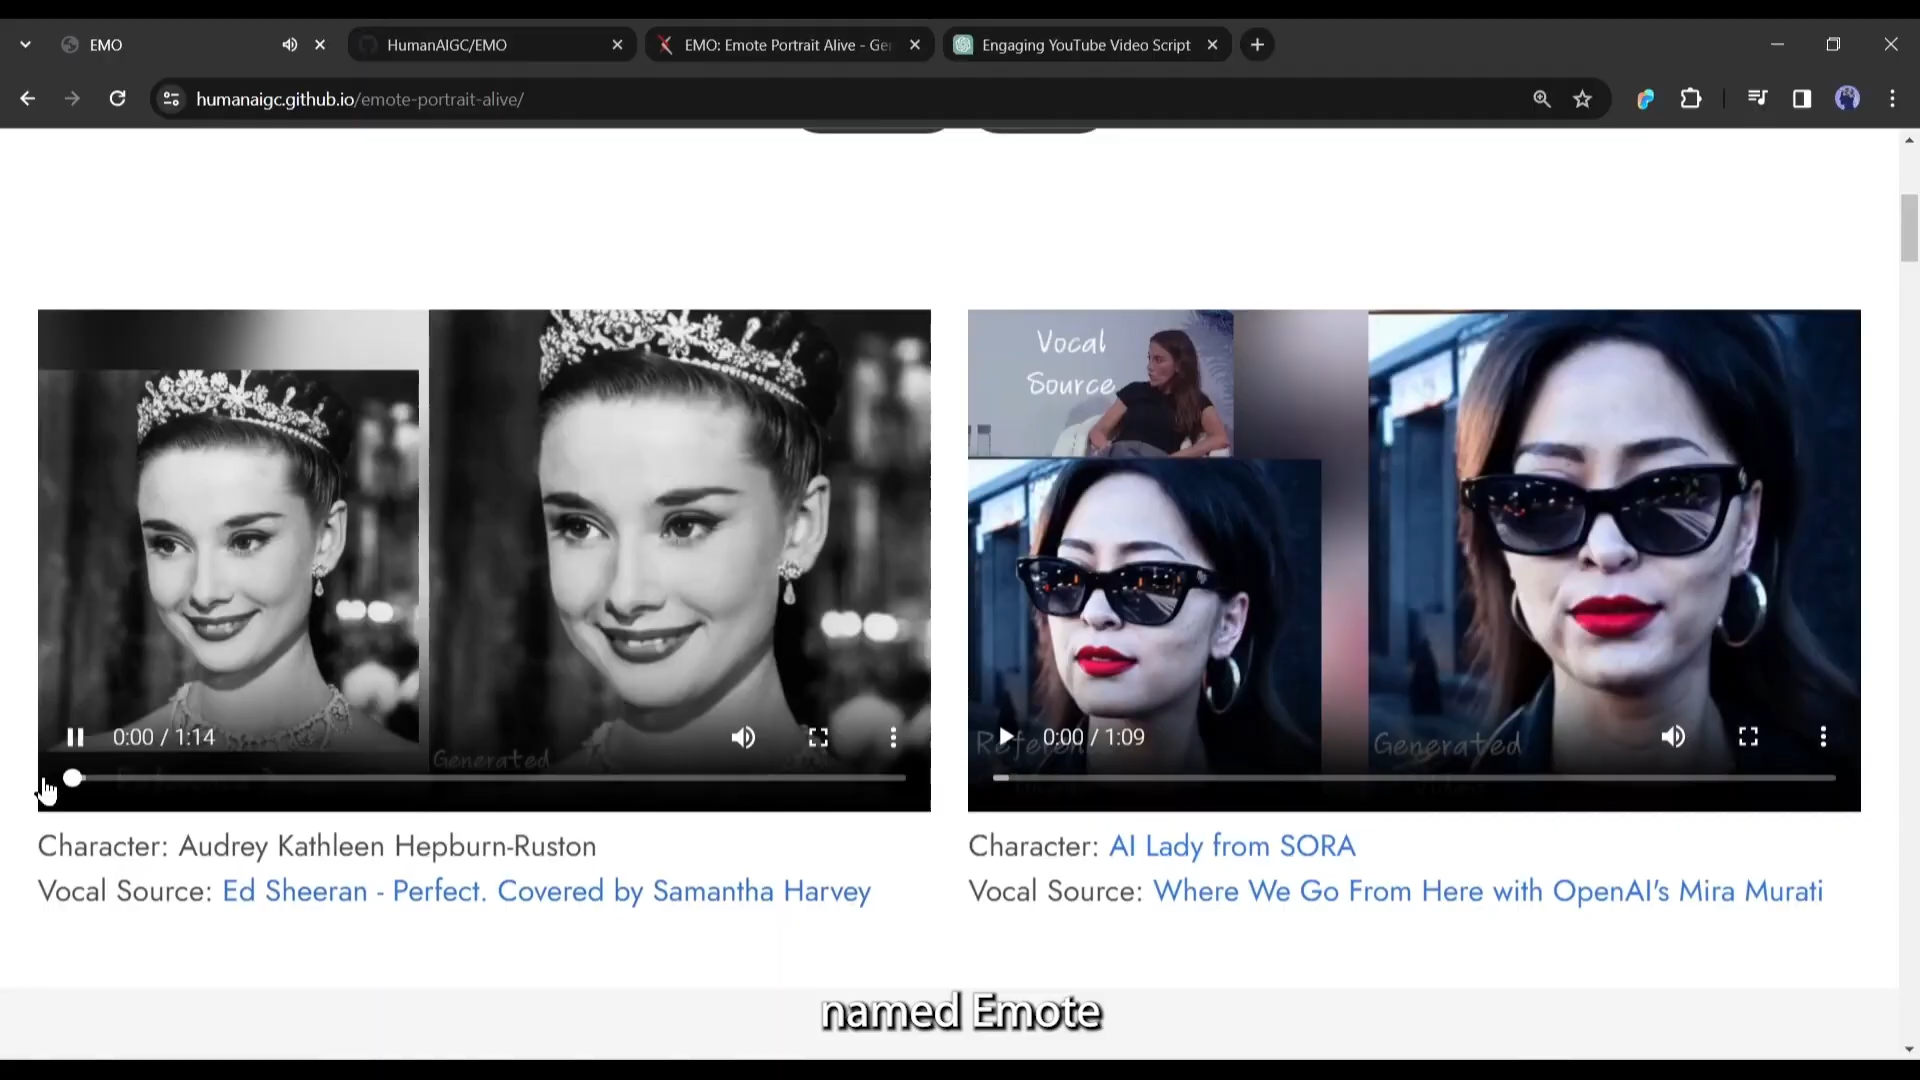 EMO
HumanAIGC/EMO
EMO: Emote Portrait Alive - Ge
Engaging YouTube Video Script
humanaigc.github.io/emote-portrait-alive/
Vocal
Source
0:00 / 1:14
Generated
0:00 / 1:09
Generated
Character: Audrey Kathleen Hepburn-Ruston
Vocal Source: Ed Sheeran - Perfect. Covered by Samantha Harvey
Character: AI Lady from SORA
Vocal Source: Where We Go From Here with OpenAI's Mira Murati
named Emote